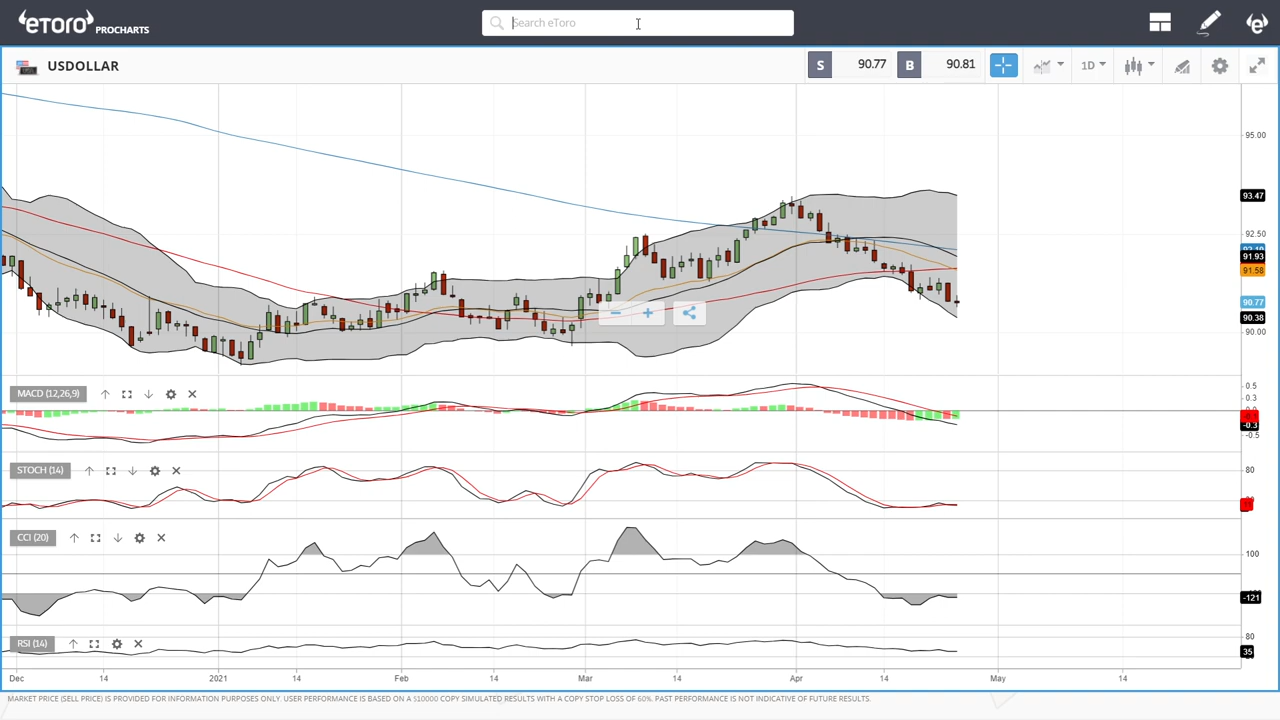 eToro PROCHARTS
Search eToro
USDOLLAR
S 90.77 B 90.81
1D
95.00
93.47
92.50
91.93
91.58
90.77
90.38
90.00
MACD (12,26,9)
0.5
0.3
-0.3
-0.5
STOCH (14)
80
CCI (20)
100
-121
RSI (14)
80
35
Dec 14 2021 14 Feb 14 Mar 14 Apr 14 May 14
MARKET PRICE (SELL PRICE) IS PROVIDED FOR INFORMATION PURPOSES ONLY. USER PERFORMANCE IS BASED ON A $10000 COPY SIMULATED RESULTS WITH A COPY STOP LOSS OF 60%. PAST PERFORMANCE IS NOT INDICATIVE OF FUTURE RESULTS.